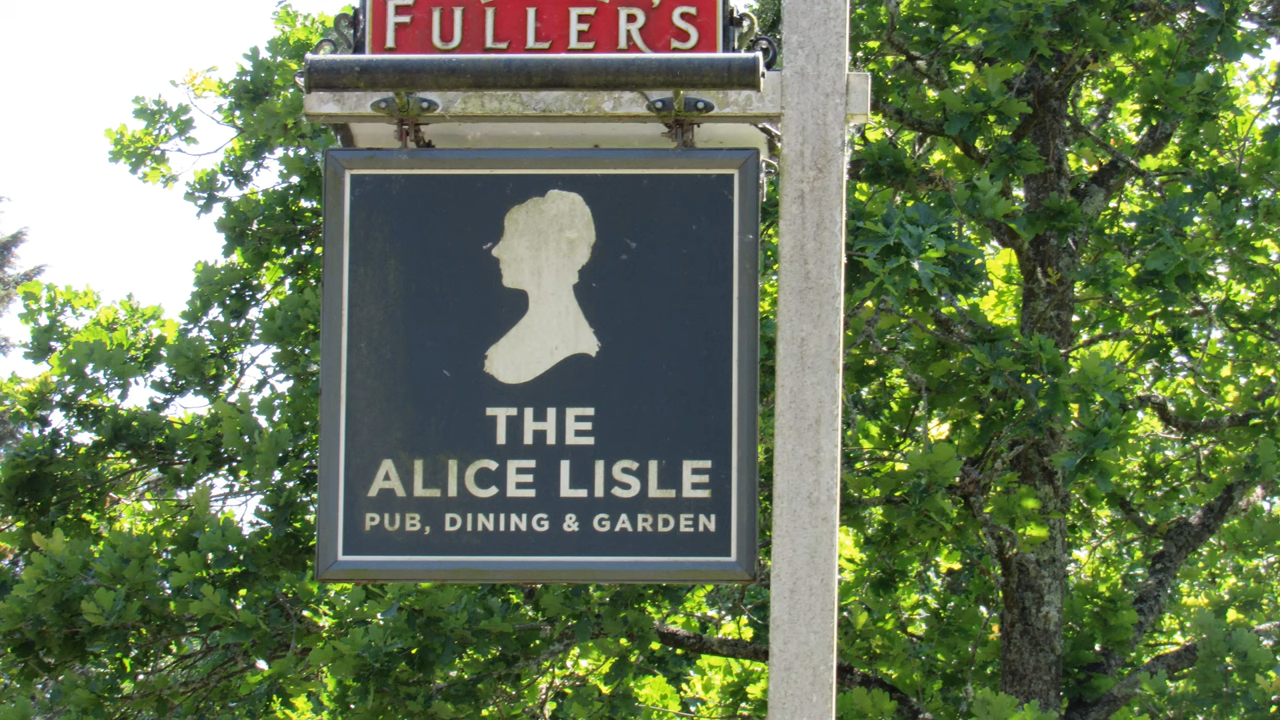 FULLER'S
THE
ALICE LISLE
PUB, DINING & GARDEN